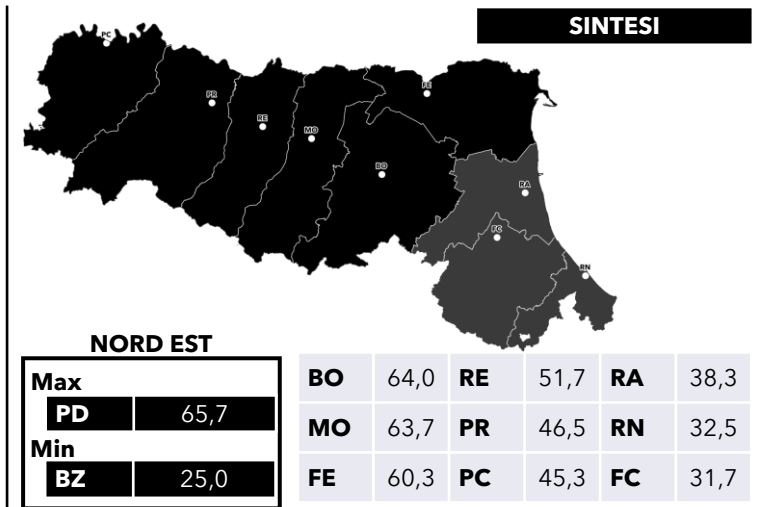 SINTESI
PC
PR
RE
MO
FE
BO
RA
FC
RN
NORD EST
Max
PD 65,7
Min
BZ 25,0
BO 64,0 RE 51,7 RA 38,3
MO 63,7 PR 46,5 RN 32,5
FE 60,3 PC 45,3 FC 31,7